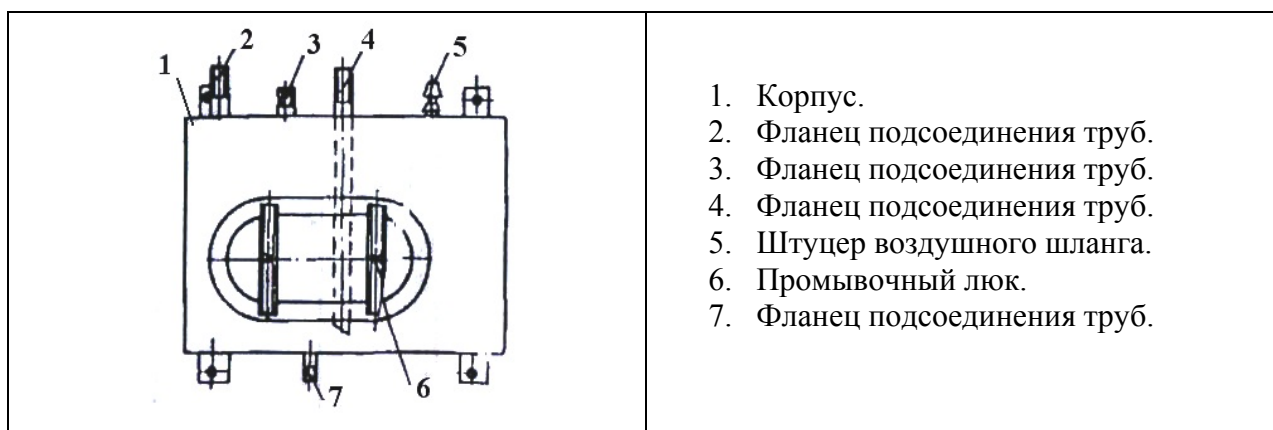 1
2
3
4
5
6
7
1. Корпус.
2. Фланец подсоединения труб.
3. Фланец подсоединения труб.
4. Фланец подсоединения труб.
5. Штуцер воздушного шланга.
6. Промывочный люк.
7. Фланец подсоединения труб.